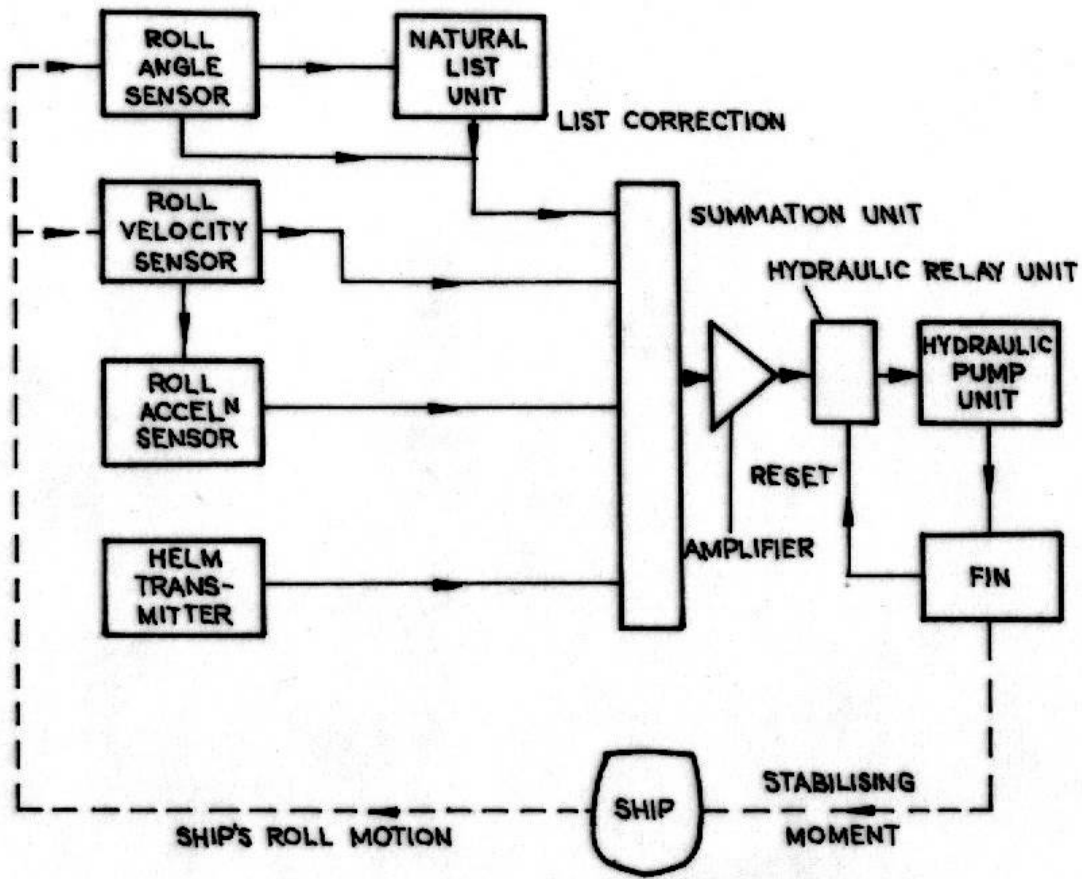 ROLL
ANGLE
SENSOR
NATURAL
LIST
UNIT
LIST CORRECTION
ROLL
VELOCITY
SENSOR
SUMMATION UNIT
HYDRAULIC RELAY UNIT
HYDRAULIC
PUMP
UNIT
ROLL
ACCELᴺ
SENSOR
RESET
AMPLIFIER
FIN
HELM
TRANS-
MITTER
SHIP
STABILISING
MOMENT
SHIP'S ROLL MOTION